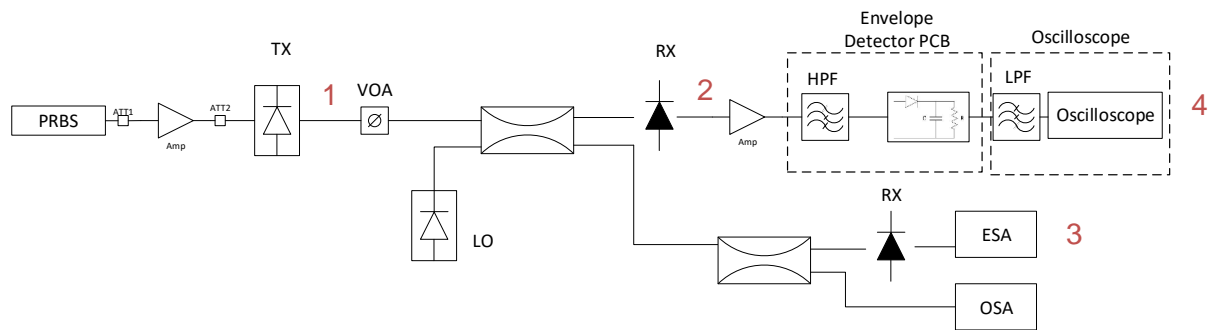 TX
1
VOA
RX
2
Envelope
Detector PCB
Oscilloscope
HPF
LPF
PRBS
ATT1
Amp
ATT2
Amp
Oscilloscope
4
LO
RX
ESA
3
OSA